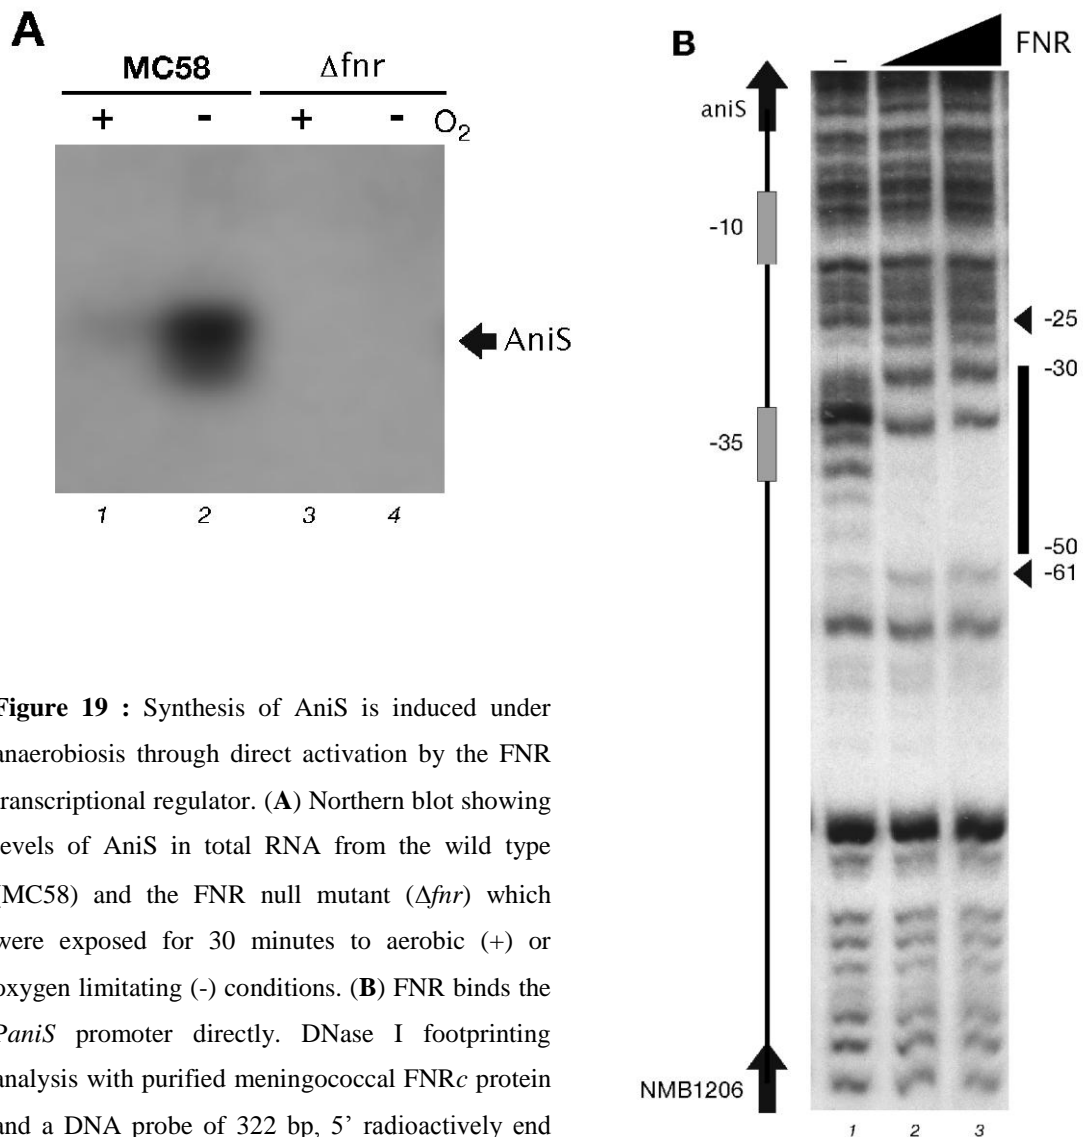 A
MC58 Δfnr
+ - + - O2
AniS
1 2 3 4
B
– FNR
aniS
-10
-25
-30
-35
-50
-61
NMB1206
1 2 3
Figure 19 : Synthesis of AniS is induced under
anaerobiosis through direct activation by the FNR
transcriptional regulator. (A) Northern blot showing
levels of AniS in total RNA from the wild type
(MC58) and the FNR null mutant (Δfnr) which
were exposed for 30 minutes to aerobic (+) or
oxygen limitating (-) conditions. (B) FNR binds the
PaniS promoter directly. DNase I footprinting
analysis with purified meningococcal FNRc protein
and a DNA probe of 322 bp, 5’ radioactively end